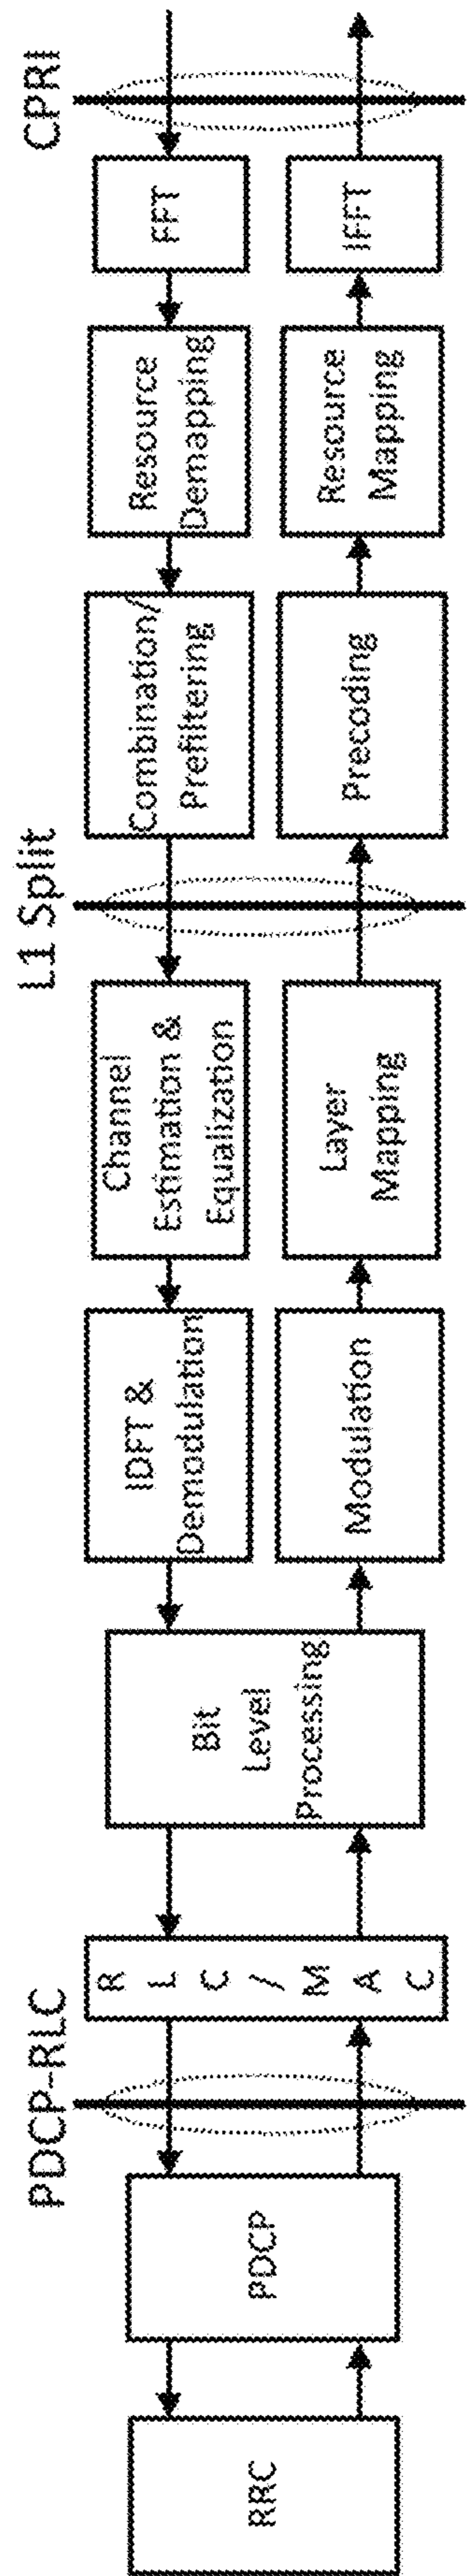 PDCP-RLC
L1 Split
CPRI
RRC
PDCP
R
L
C
/
M
A
C
Bit
Level
Processing
IDFT &
Demodulation
Channel
Estimation &
Equalization
Combination/
Prefiltering
Resource
Demapping
FFT
Modulation
Layer
Mapping
Precoding
Resource
Mapping
IFFT